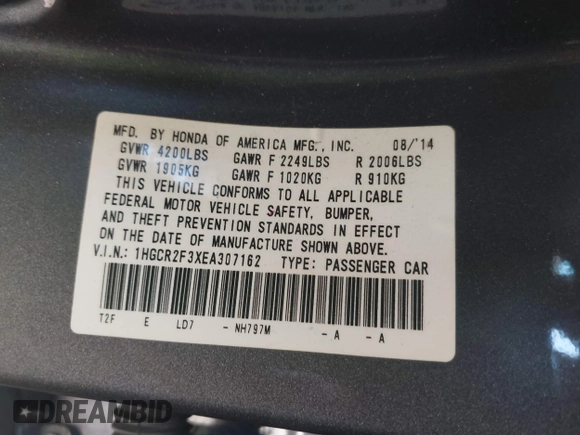 MFD. BY HONDA OF AMERICA MFG., INC. 08/'14
GVWR 4200LBS GAWR F 2249LBS R 2006LBS
GVWR 1905KG GAWR F 1020KG R 910KG
THIS VEHICLE CONFORMS TO ALL APPLICABLE
FEDERAL MOTOR VEHICLE SAFETY, BUMPER,
AND THEFT PREVENTION STANDARDS IN EFFECT
ON THE DATE OF MANUFACTURE SHOWN ABOVE.
V.I.N.: 1HGCR2F3XEA307162 TYPE: PASSENGER CAR
T2F E LD7 - NH797M - A - A
DREAMBID